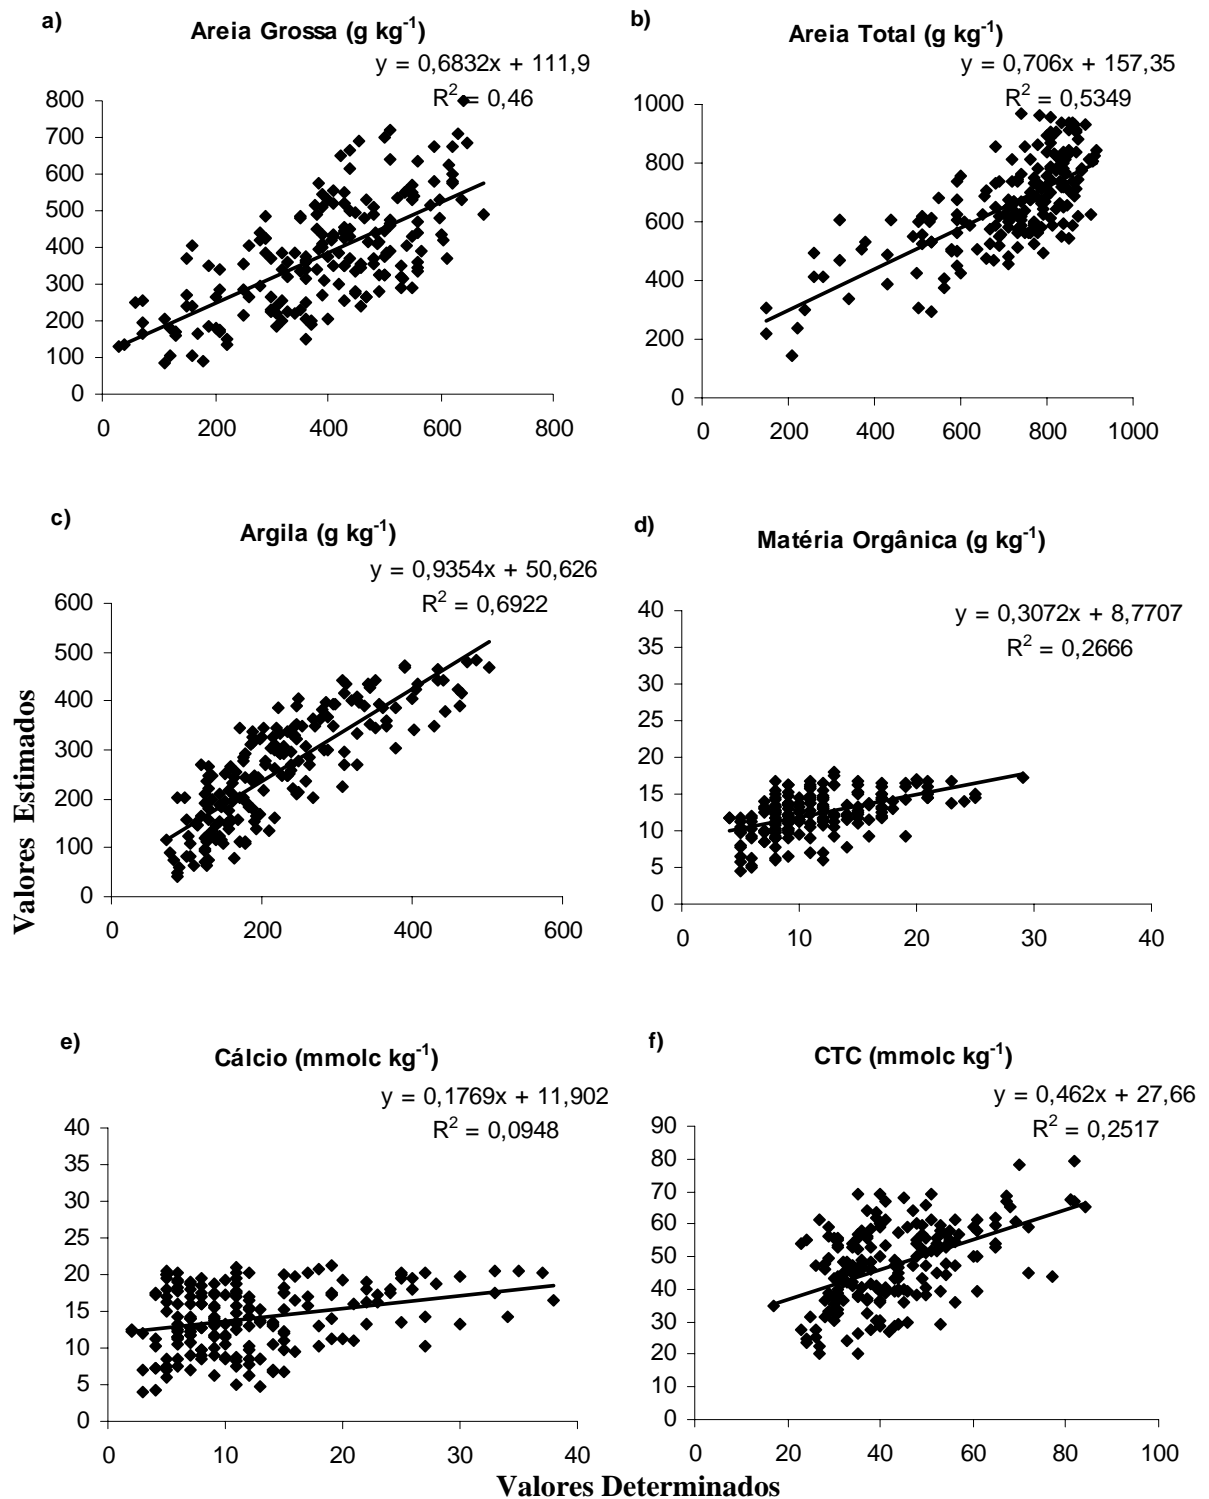 a)
Areia Grossa (g kg-1)
y = 0,6832x + 111,9
R2 = 0,46
800
700
600
500
400
300
200
100
0
0 200 400 600 800
b)
Areia Total (g kg-1)
y = 0,706x + 157,35
R2 = 0,5349
1000
800
600
400
200
0
0 200 400 600 800 1000
c)
Argila (g kg-1)
y = 0,9354x + 50,626
R2 = 0,6922
600
500
400
300
200
100
0
0 200 400 600
d)
Matéria Orgânica (g kg-1)
y = 0,3072x + 8,7707
R2 = 0,2666
40
35
30
25
20
15
10
5
0
0 10 20 30 40
Valores Estimados
e)
Cálcio (mmolc kg-1)
y = 0,1769x + 11,902
R2 = 0,0948
40
35
30
25
20
15
10
5
0
0 10 20 30 40
f)
CTC (mmolc kg-1)
y = 0,462x + 27,66
R2 = 0,2517
90
80
70
60
50
40
30
20
10
0
0 20 40 60 80 100
Valores Determinados